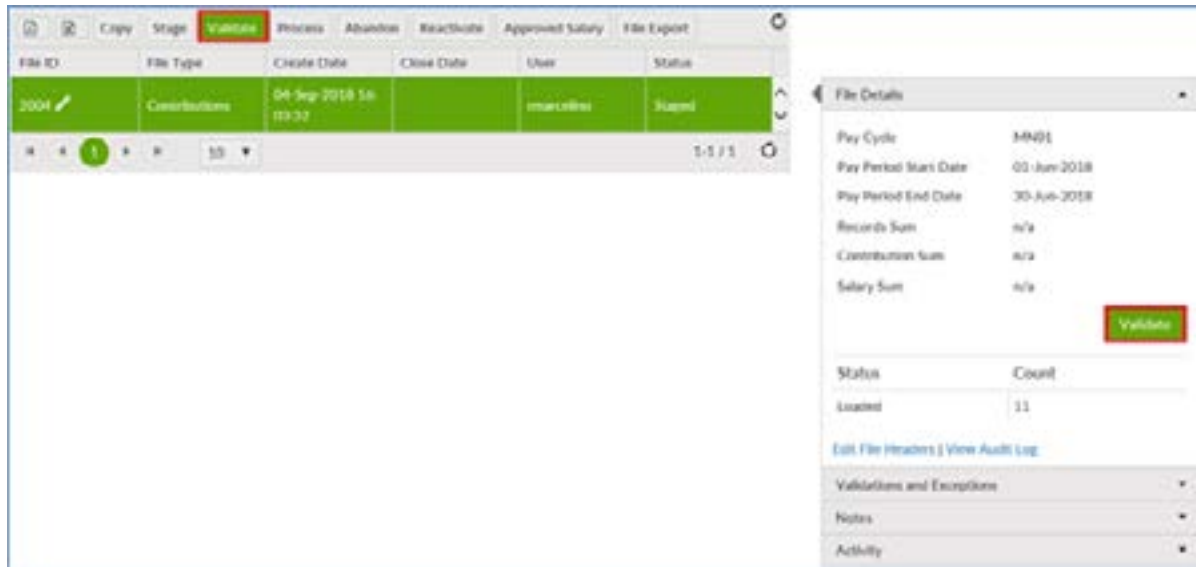 Copy Stage Validate Process Abandon Reactivate Approved Salary File Export
File ID File Type Create Date Close Date User Status
2004 Contributions 04-Sep-2018 16: rmarcelino Staged
03:32
1 10 1-1 / 1
File Details
Pay Cycle MN01
Pay Period Start Date 01-Jun-2018
Pay Period End Date 30-Jun-2018
Records Sum n/a
Contribution Sum n/a
Salary Sum n/a
Validate
Status Count
Loaded 11
Edit File Headers | View Audit Log
Validations and Exceptions
Notes
Activity